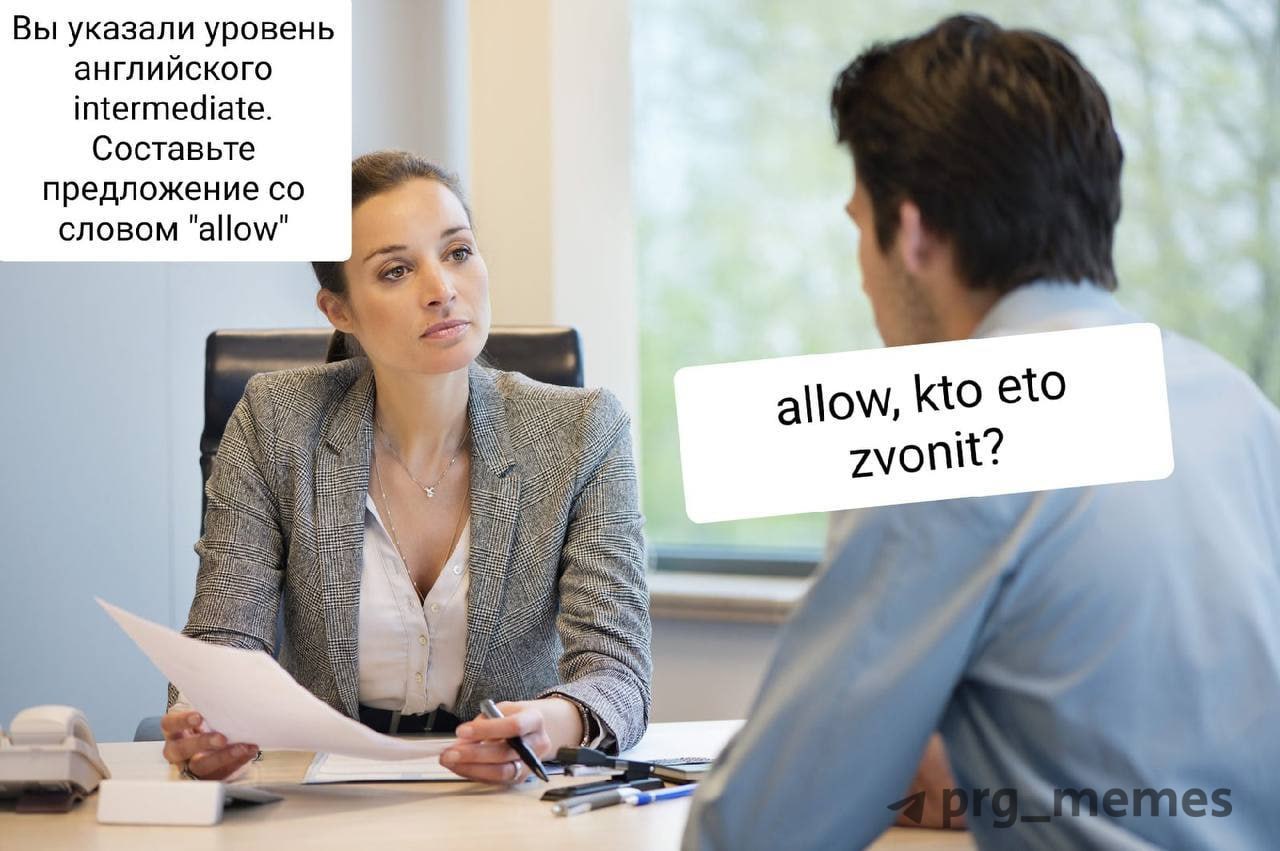 Вы указали уровень
английского
intermediate.
Составьте
предложение со
словом "allow"
allow, kto eto
zvonit?
prg_memes